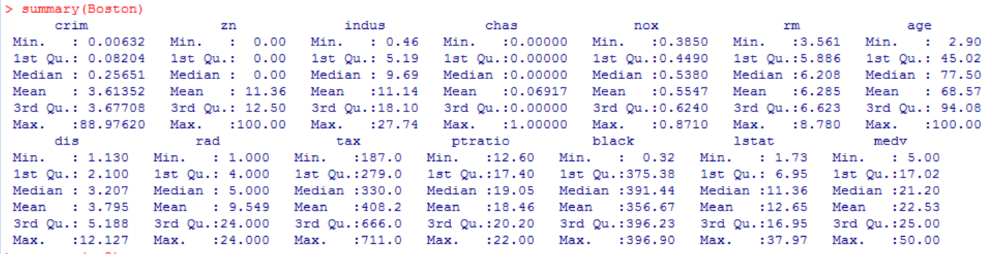 > summary(Boston)
      crim                zn             indus            chas              nox               rm             age
 Min.   : 0.00632   Min.   :  0.00   Min.   : 0.46   Min.   :0.00000   Min.   :0.3850   Min.   :3.561   Min.   :  2.90
 1st Qu.: 0.08204   1st Qu.:  0.00   1st Qu.: 5.19   1st Qu.:0.00000   1st Qu.:0.4490   1st Qu.:5.886   1st Qu.: 45.02
 Median : 0.25651   Median :  0.00   Median : 9.69   Median :0.00000   Median :0.5380   Median :6.208   Median : 77.50
 Mean   : 3.61352   Mean   : 11.36   Mean   :11.14   Mean   :0.06917   Mean   :0.5547   Mean   :6.285   Mean   : 68.57
 3rd Qu.: 3.67708   3rd Qu.: 12.50   3rd Qu.:18.10   3rd Qu.:0.00000   3rd Qu.:0.6240   3rd Qu.:6.623   3rd Qu.: 94.08
 Max.   :88.97620   Max.   :100.00   Max.   :27.74   Max.   :1.00000   Max.   :0.8710   Max.   :8.780   Max.   :100.00
      dis              rad              tax           ptratio          black            lstat            medv
 Min.   : 1.130   Min.   : 1.000   Min.   :187.0   Min.   :12.60   Min.   :  0.32   Min.   : 1.73   Min.   : 5.00
 1st Qu.: 2.100   1st Qu.: 4.000   1st Qu.:279.0   1st Qu.:17.40   1st Qu.:375.38   1st Qu.: 6.95   1st Qu.:17.02
 Median : 3.207   Median : 5.000   Median :330.0   Median :19.05   Median :391.44   Median :11.36   Median :21.20
 Mean   : 3.795   Mean   : 9.549   Mean   :408.2   Mean   :18.46   Mean   :356.67   Mean   :12.65   Mean   :22.53
 3rd Qu.: 5.188   3rd Qu.:24.000   3rd Qu.:666.0   3rd Qu.:20.20   3rd Qu.:396.23   3rd Qu.:16.95   3rd Qu.:25.00
 Max.   :12.127   Max.   :24.000   Max.   :711.0   Max.   :22.00   Max.   :396.90   Max.   :37.97   Max.   :50.00